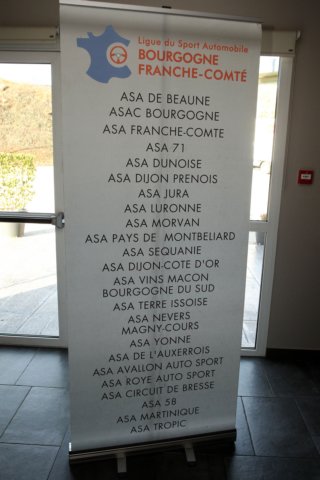 Ligue du Sport Automobile
BOURGOGNE
FRANCHE-COMTÉ
ASA DE BEAUNE
ASAC BOURGOGNE
ASA FRANCHE-COMTE
ASA 71
ASA DUNOISE
ASA DIJON PRENOIS
ASA JURA
ASA LURONNE
ASA MORVAN
ASA PAYS DE MONTBELIARD
ASA SEQUANIE
ASA DIJON-COTE D'OR
ASA VINS MACON
BOURGOGNE DU SUD
ASA TERRE ISSOISE
ASA NEVERS
MAGNY-COURS
ASA YONNE
ASA DE L'AUXERROIS
ASA AVALLON AUTO SPORT
ASA ROYE AUTO SPORT
ASA CIRCUIT DE BRESSE
ASA 58
ASA MARTINIQUE
ASA TROPIC